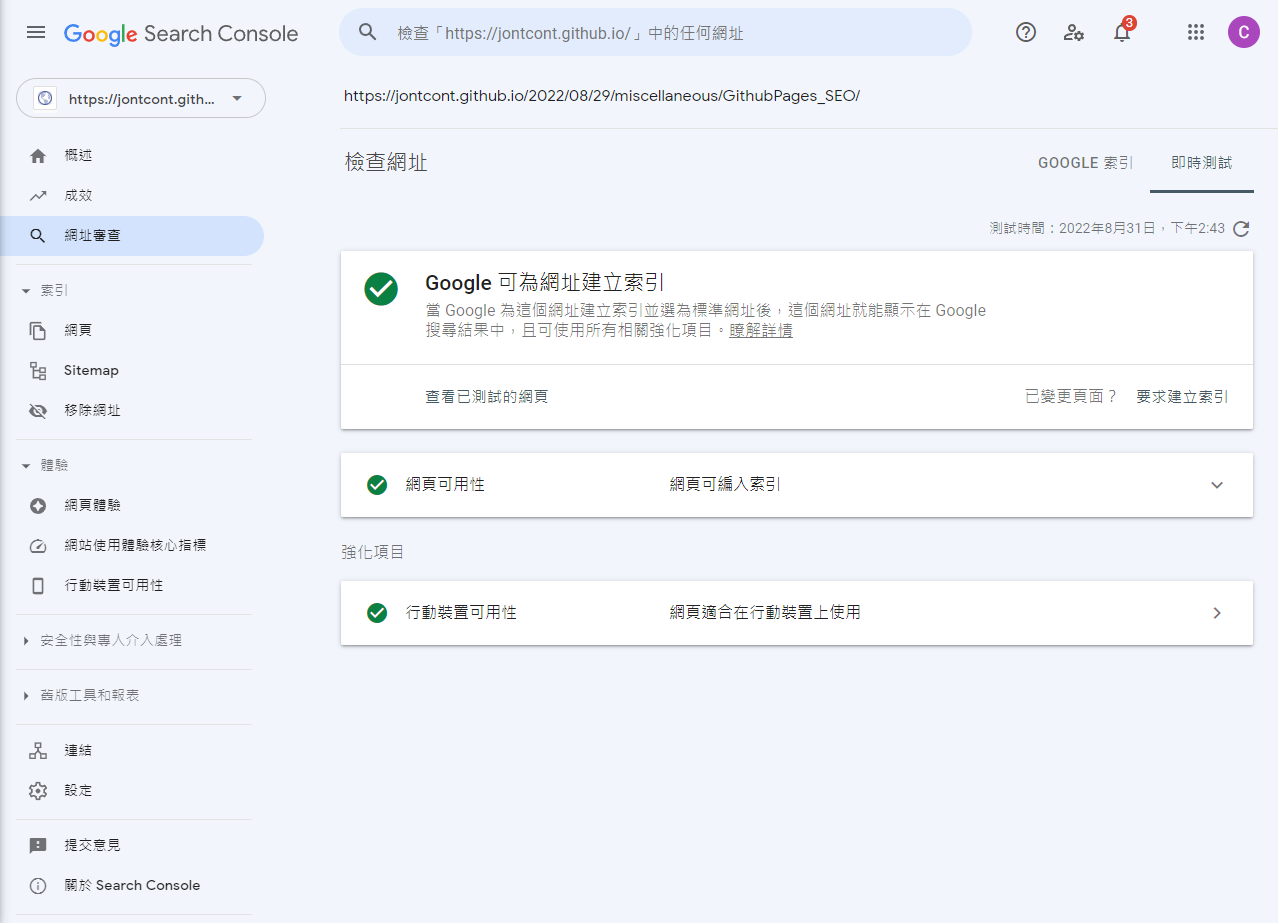 Google Search Console
檢查「https://jontcont.github.io/」中的任何網址
3
C
https://jontcont.gith...
https://jontcont.github.io/2022/08/29/miscellaneous/GithubPages_SEO/
概述
成效
網址審查
索引
網頁
Sitemap
移除網址
體驗
網頁體驗
網站使用體驗核心指標
行動裝置可用性
安全性與專人介入處理
舊版工具和報表
連結
設定
提交意見
關於 Search Console
檢查網址
GOOGLE 索引
即時測試
測試時間：2022年8月31日，下午2:43
Google 可為網址建立索引
當 Google 為這個網址建立索引並選為標準網址後，這個網址就能顯示在 Google
搜尋結果中，且可使用所有相關強化項目。瞭解詳情
查看已測試的網頁
已變更頁面？
要求建立索引
網頁可用性
網頁可編入索引
強化項目
行動裝置可用性
網頁適合在行動裝置上使用